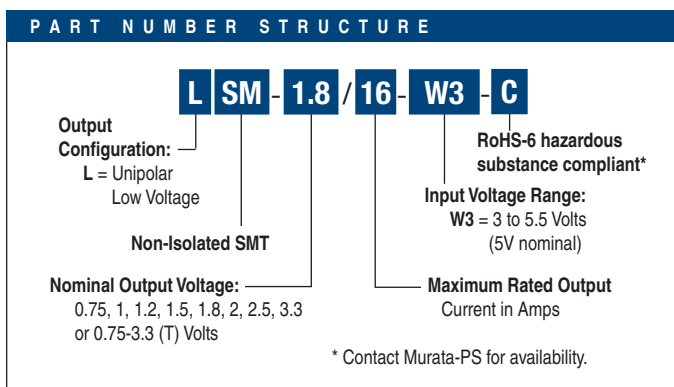 PART NUMBER STRUCTURE
L SM - 1.8 / 16 - W3 - C
Output
Configuration:
L = Unipolar
Low Voltage
RoHS-6 hazardous
substance compliant*
Input Voltage Range:
W3 = 3 to 5.5 Volts
(5V nominal)
Non-Isolated SMT
Nominal Output Voltage:
0.75, 1, 1.2, 1.5, 1.8, 2, 2.5, 3.3
or 0.75-3.3 (T) Volts
Maximum Rated Output
Current in Amps
* Contact Murata-PS for availability.